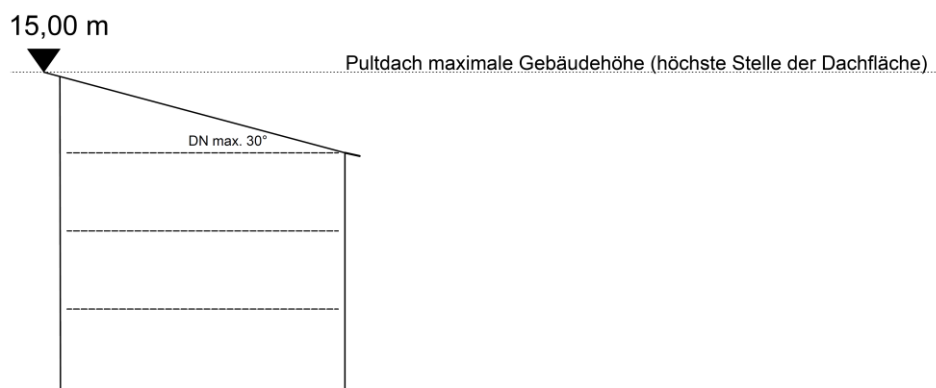 15,00 m
Pultdach maximale Gebäudehöhe (höchste Stelle der Dachfläche)
DN max. 30°